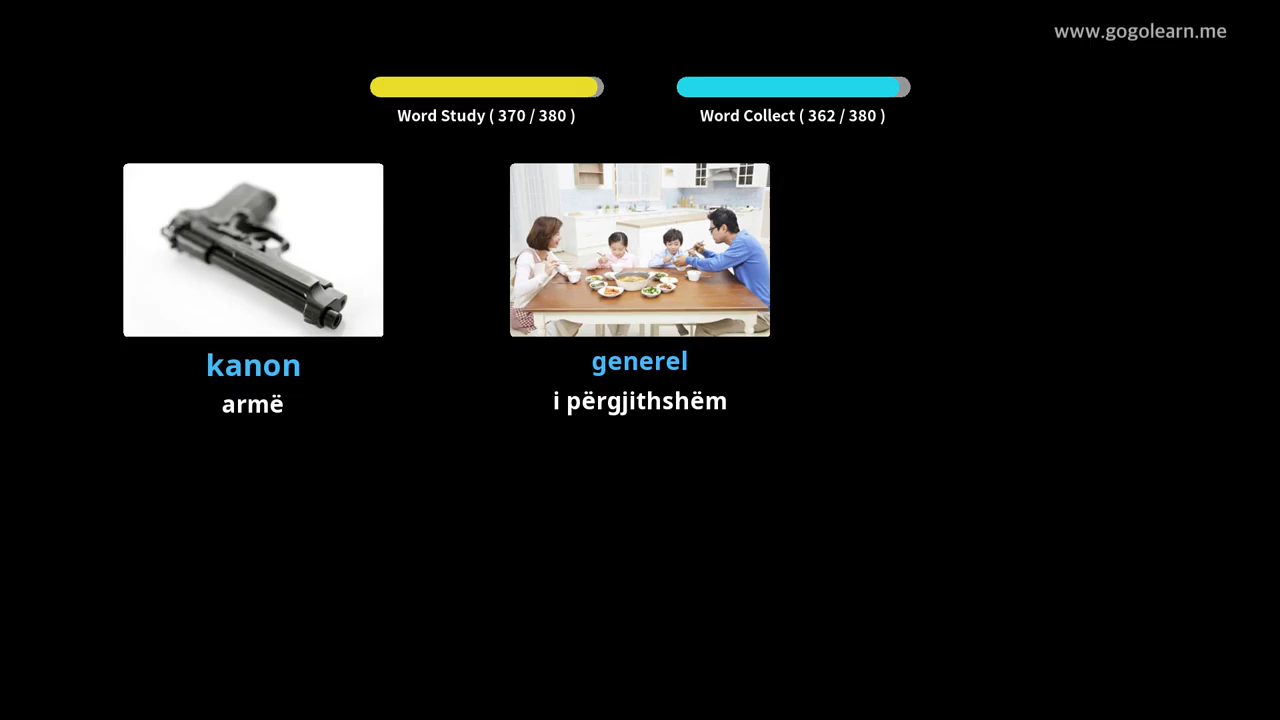 www.gogolearn.me
Word Study ( 370 / 380 )
Word Collect ( 362 / 380 )
kanon
armë
generel
i përgjithshëm